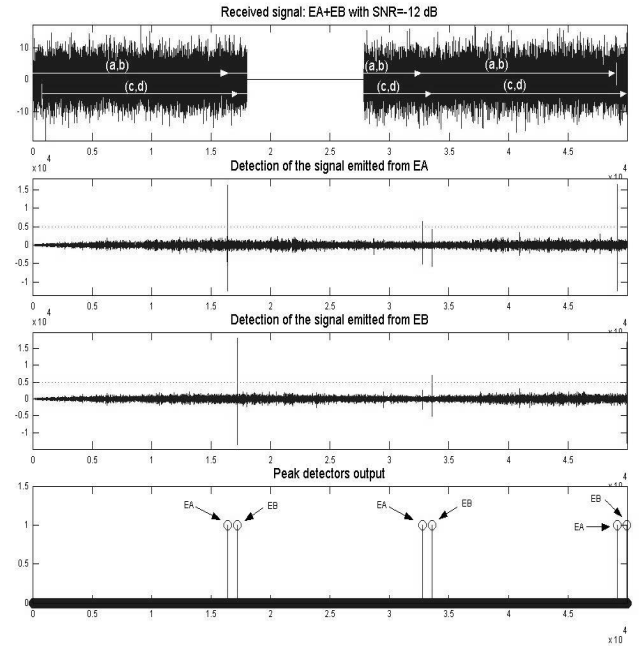 Received signal: EA+EB with SNR=-12 dB
10
0
-10
(a,b)
(c,d)
(a,b)
(a,b)
(c,d)
(c,d)
0 0.5 1 1.5 2 2.5 3 3.5 4 4.5 5
x 10^4
Detection of the signal emitted from EA
x 10^4
1.5
1
0.5
0
-0.5
-1
0 0.5 1 1.5 2 2.5 3 3.5 4 4.5 5
x 10^4
Detection of the signal emitted from EB
x 10^4
1.5
1
0.5
0
-0.5
-1
0 0.5 1 1.5 2 2.5 3 3.5 4 4.5 5
Peak detectors output
1.5
1
0.5
0
EA
EB
EA
EB
EB
EA
0 0.5 1 1.5 2 2.5 3 3.5 4 4.5 5
x 10^4